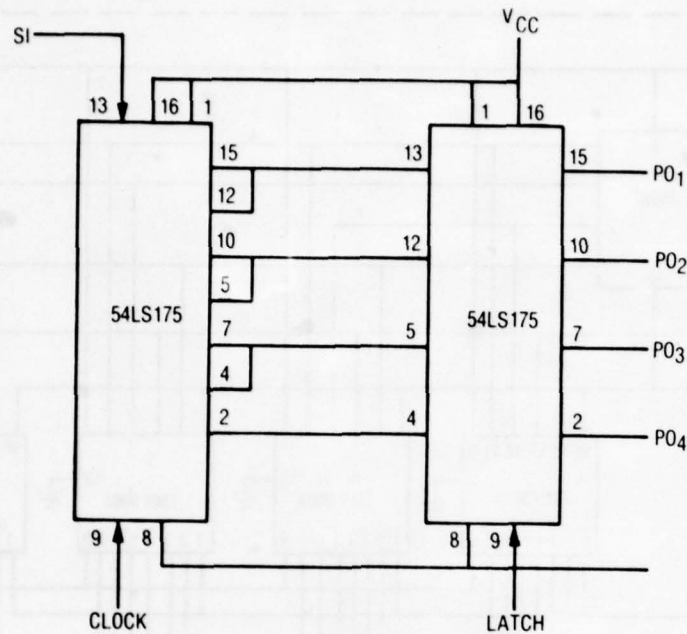 V_CC
SI
13 16 1
1 16
15 13 15 PO1
12
10 12 10 PO2
5
54LS175 54LS175
7 5 7 PO3
4
2 4 2 PO4
9 8
8 9
CLOCK LATCH